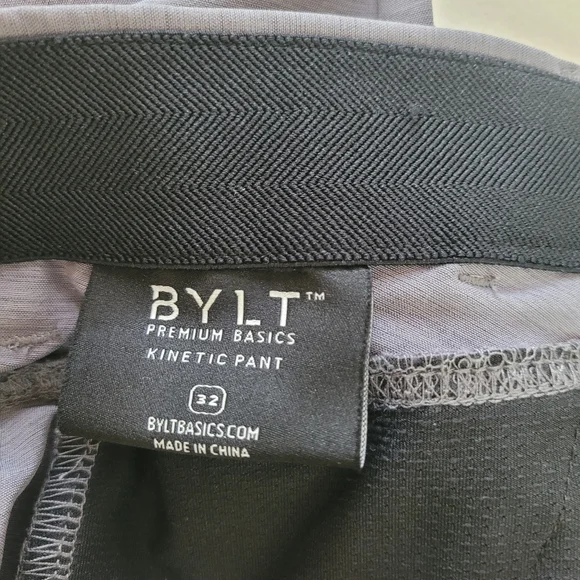 BYLT™
PREMIUM BASICS
KINETIC PANT
32
BYLTBASICS.COM
MADE IN CHINA